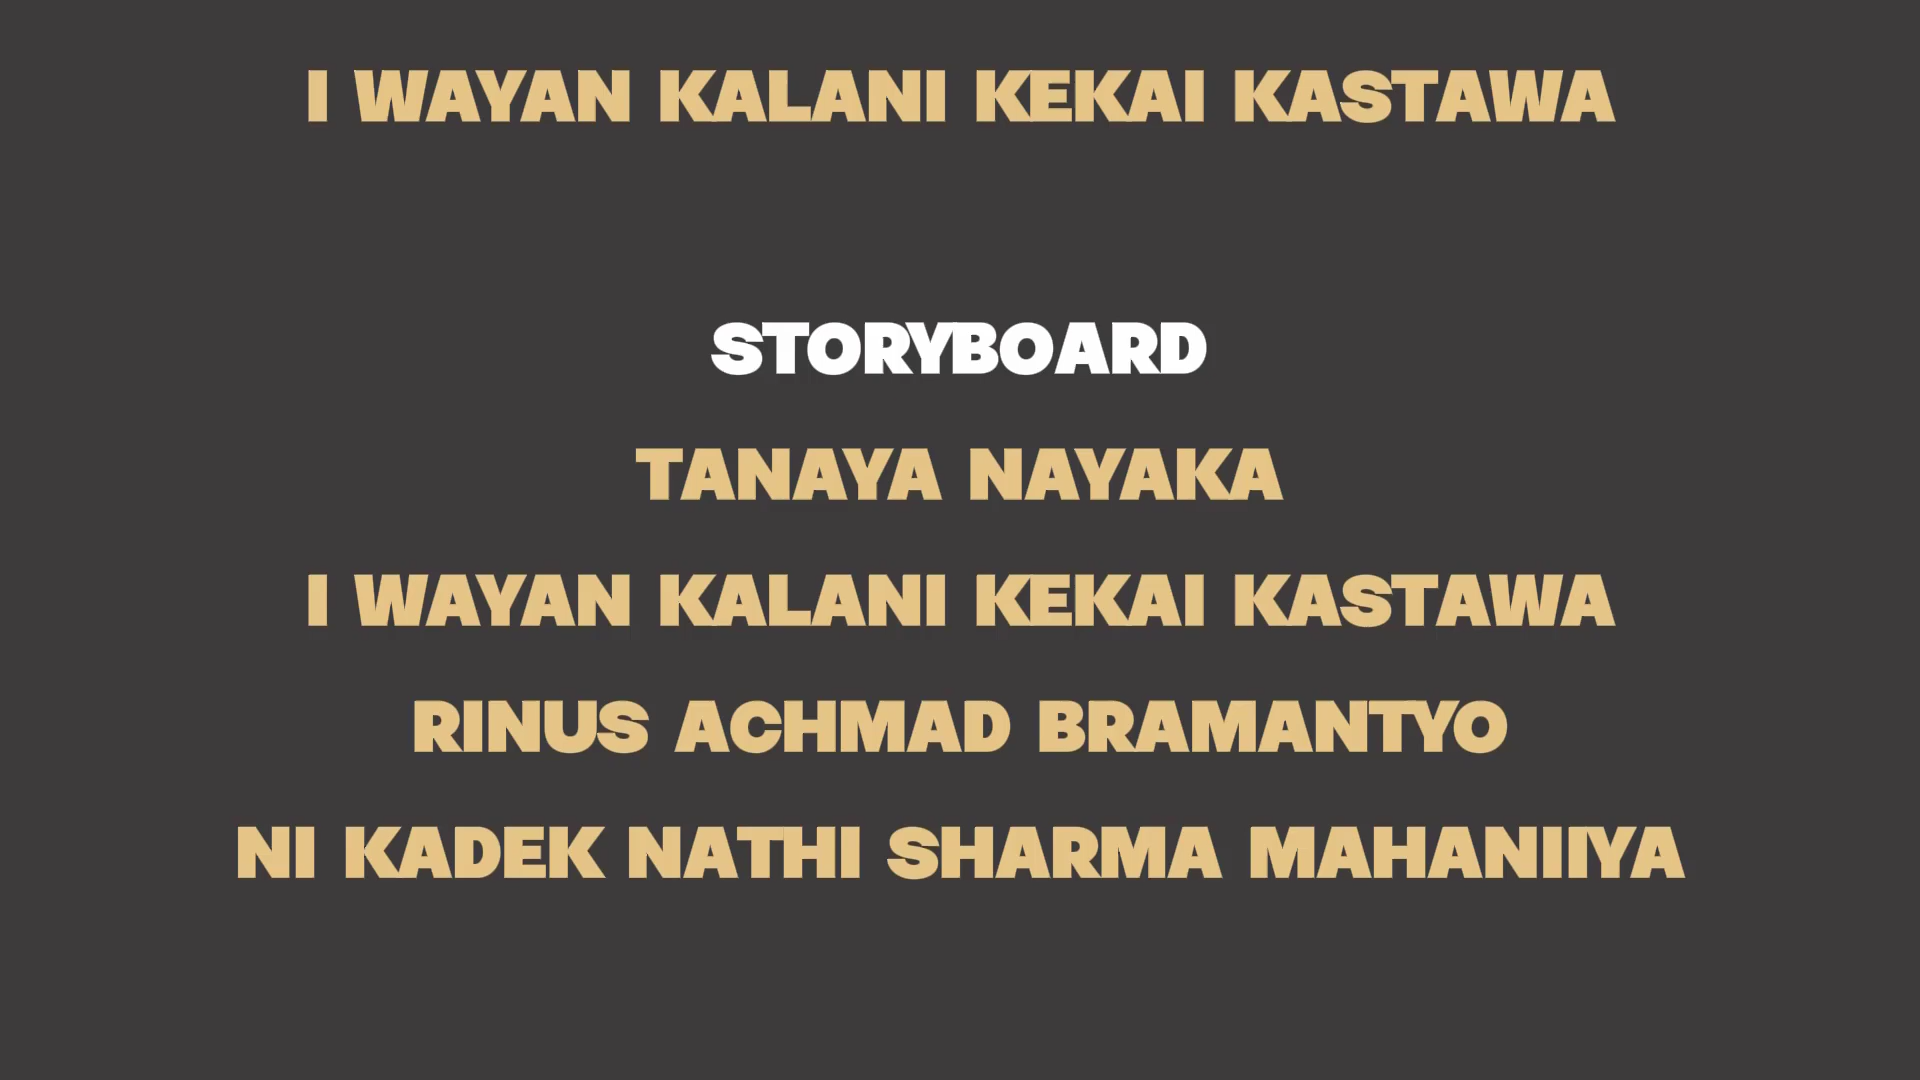 I WAYAN KALANI KEKAI KASTAWA
STORYBOARD
TANAYA NAYAKA
I WAYAN KALANI KEKAI KASTAWA
RINUS ACHMAD BRAMANTYO
NI KADEK NATHI SHARMA MAHANIIYA